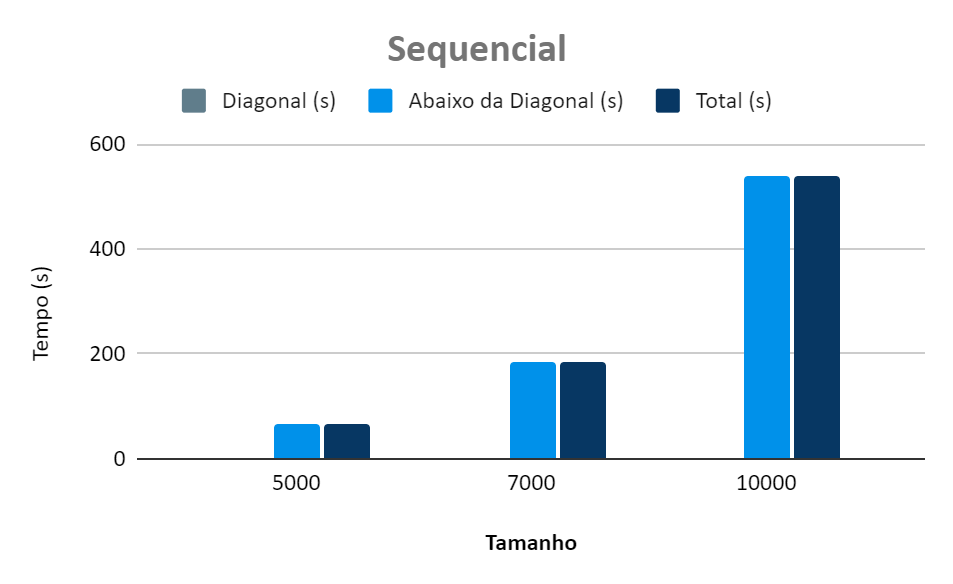 Sequencial
Diagonal (s) Abaixo da Diagonal (s) Total (s)
600
400
200
0
Tempo (s)
5000 7000 10000
Tamanho